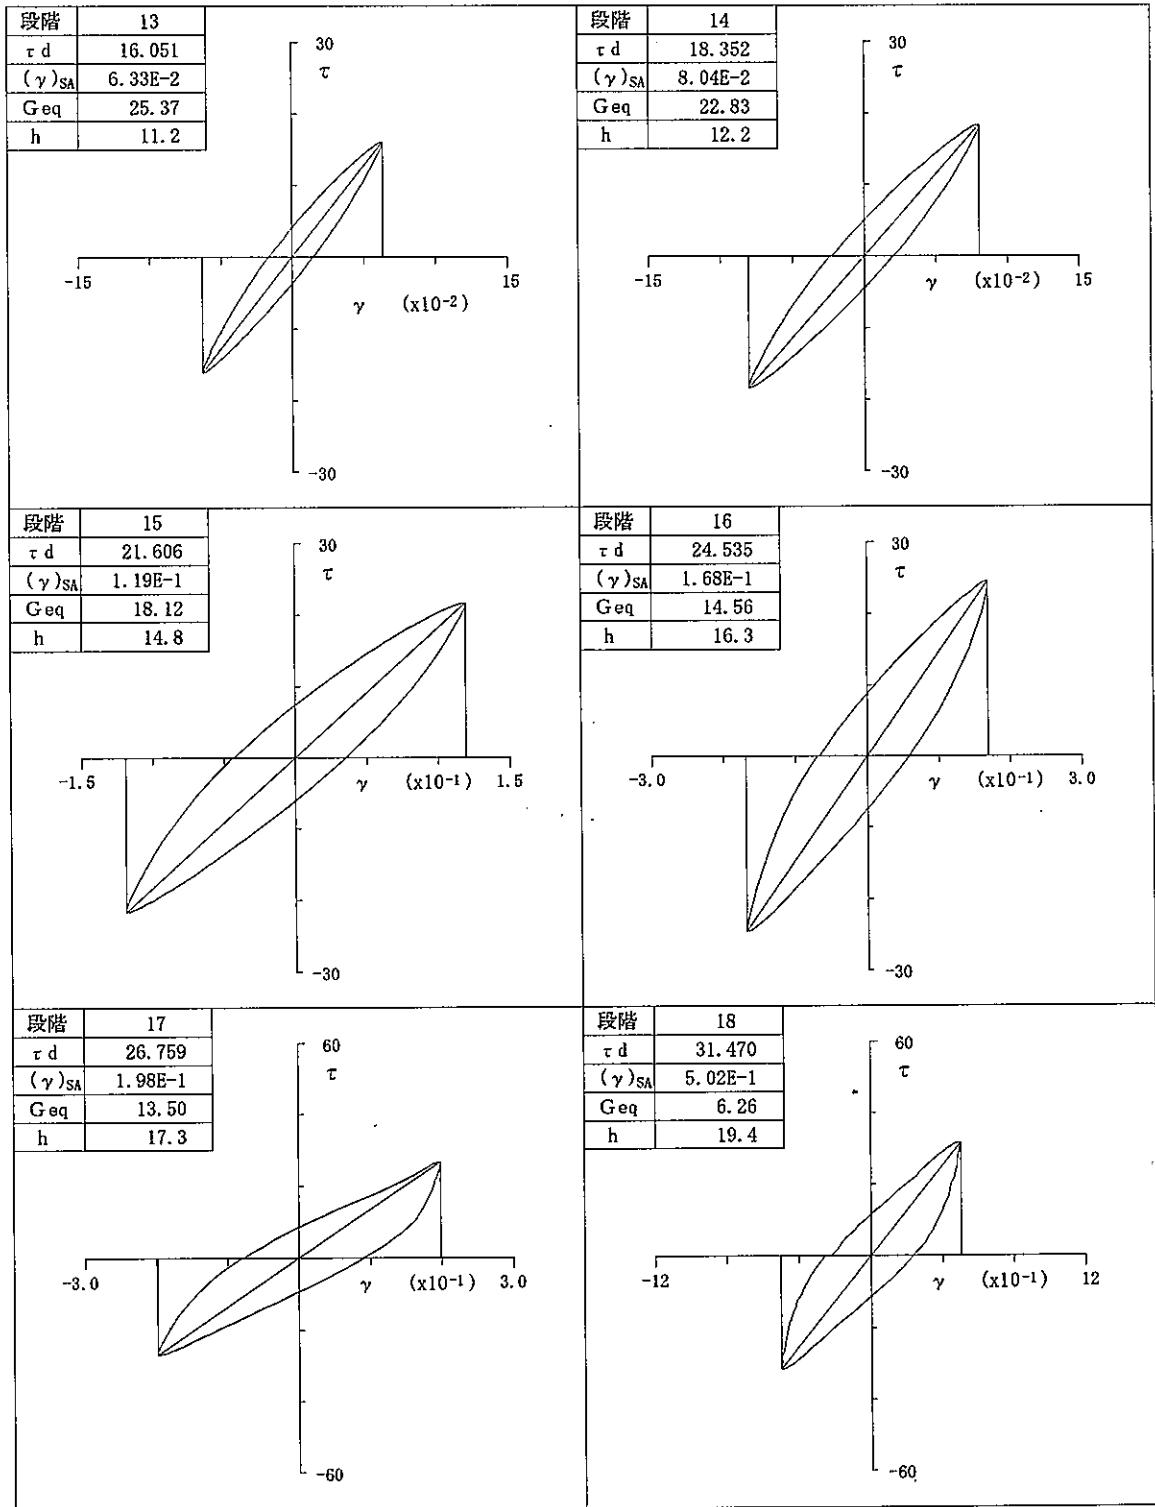 段階 13
τd 16.051
(γ)SA 6.33E-2
Geq 25.37
h 11.2
30
τ
-15
15
γ (x10-2)
-30
段階 14
τd 18.352
(γ)SA 8.04E-2
Geq 22.83
h 12.2
30
τ
-15
15
γ (x10-2)
-30
段階 15
τd 21.606
(γ)SA 1.19E-1
Geq 18.12
h 14.8
30
τ
-1.5
γ (x10-1) 1.5
-30
段階 16
τd 24.535
(γ)SA 1.68E-1
Geq 14.56
h 16.3
30
τ
-3.0
γ (x10-1) 3.0
-30
段階 17
τd 26.759
(γ)SA 1.98E-1
Geq 13.50
h 17.3
60
τ
-3.0
γ (x10-1) 3.0
-60
段階 18
τd 31.470
(γ)SA 5.02E-1
Geq 6.26
h 19.4
60
τ
-12
γ (x10-1) 12
-60